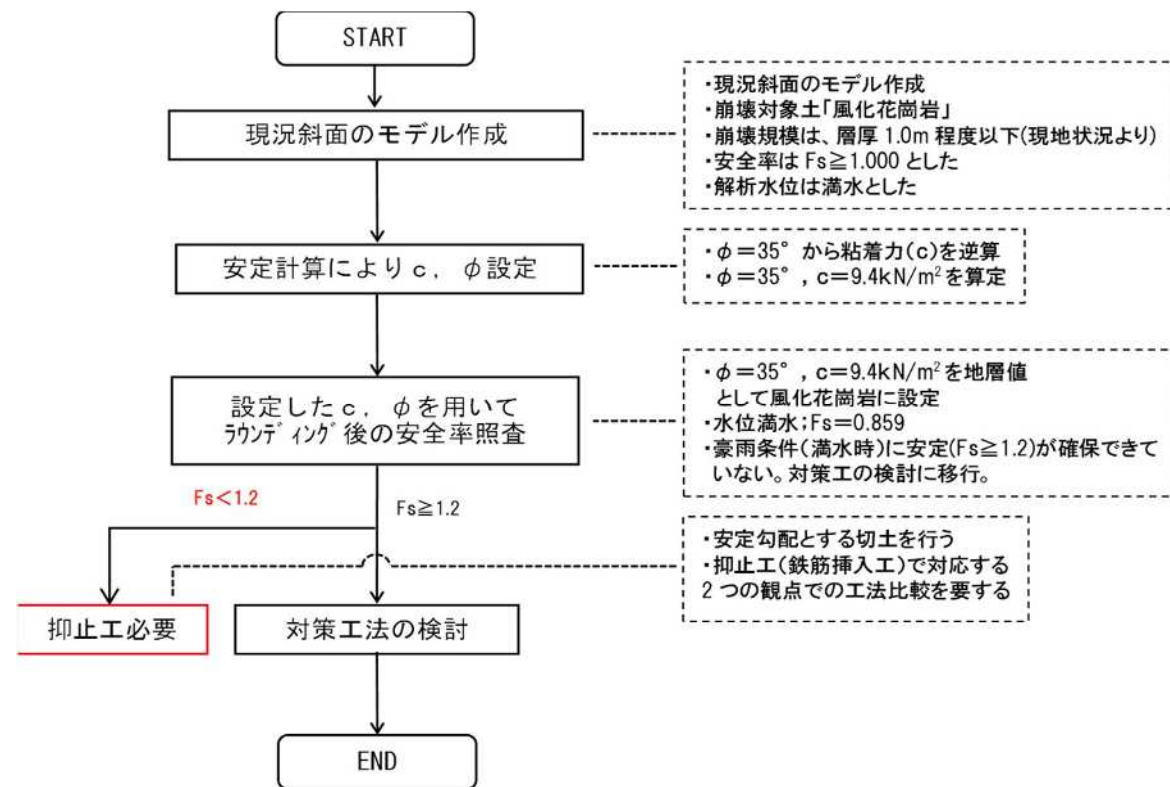 START
現況斜面のモデル作成
・現況斜面のモデル作成
・崩壊対象土「風化花崗岩」
・崩壊規模は、層厚 1.0m 程度以下(現地状況より)
・安全率は Fs≧1.000 とした
・解析水位は満水とした
安定計算により c, φ設定
・φ=35° から粘着力(c)を逆算
・φ=35° , c=9.4kN/m²を算定
設定した c, φを用いて
ラウンディング後の安全率照査
・φ=35° , c=9.4kN/m²を地層値
として風化花崗岩に設定
・水位満水;Fs=0.859
・豪雨条件(満水時)に安定(Fs≧1.2)が確保できて
いない。対策工の検討に移行。
Fs<1.2
Fs≧1.2
・安定勾配とする切土を行う
・抑止工(鉄筋挿入工)で対応する
2 つの観点での工法比較を要する
抑止工必要
対策工法の検討
END